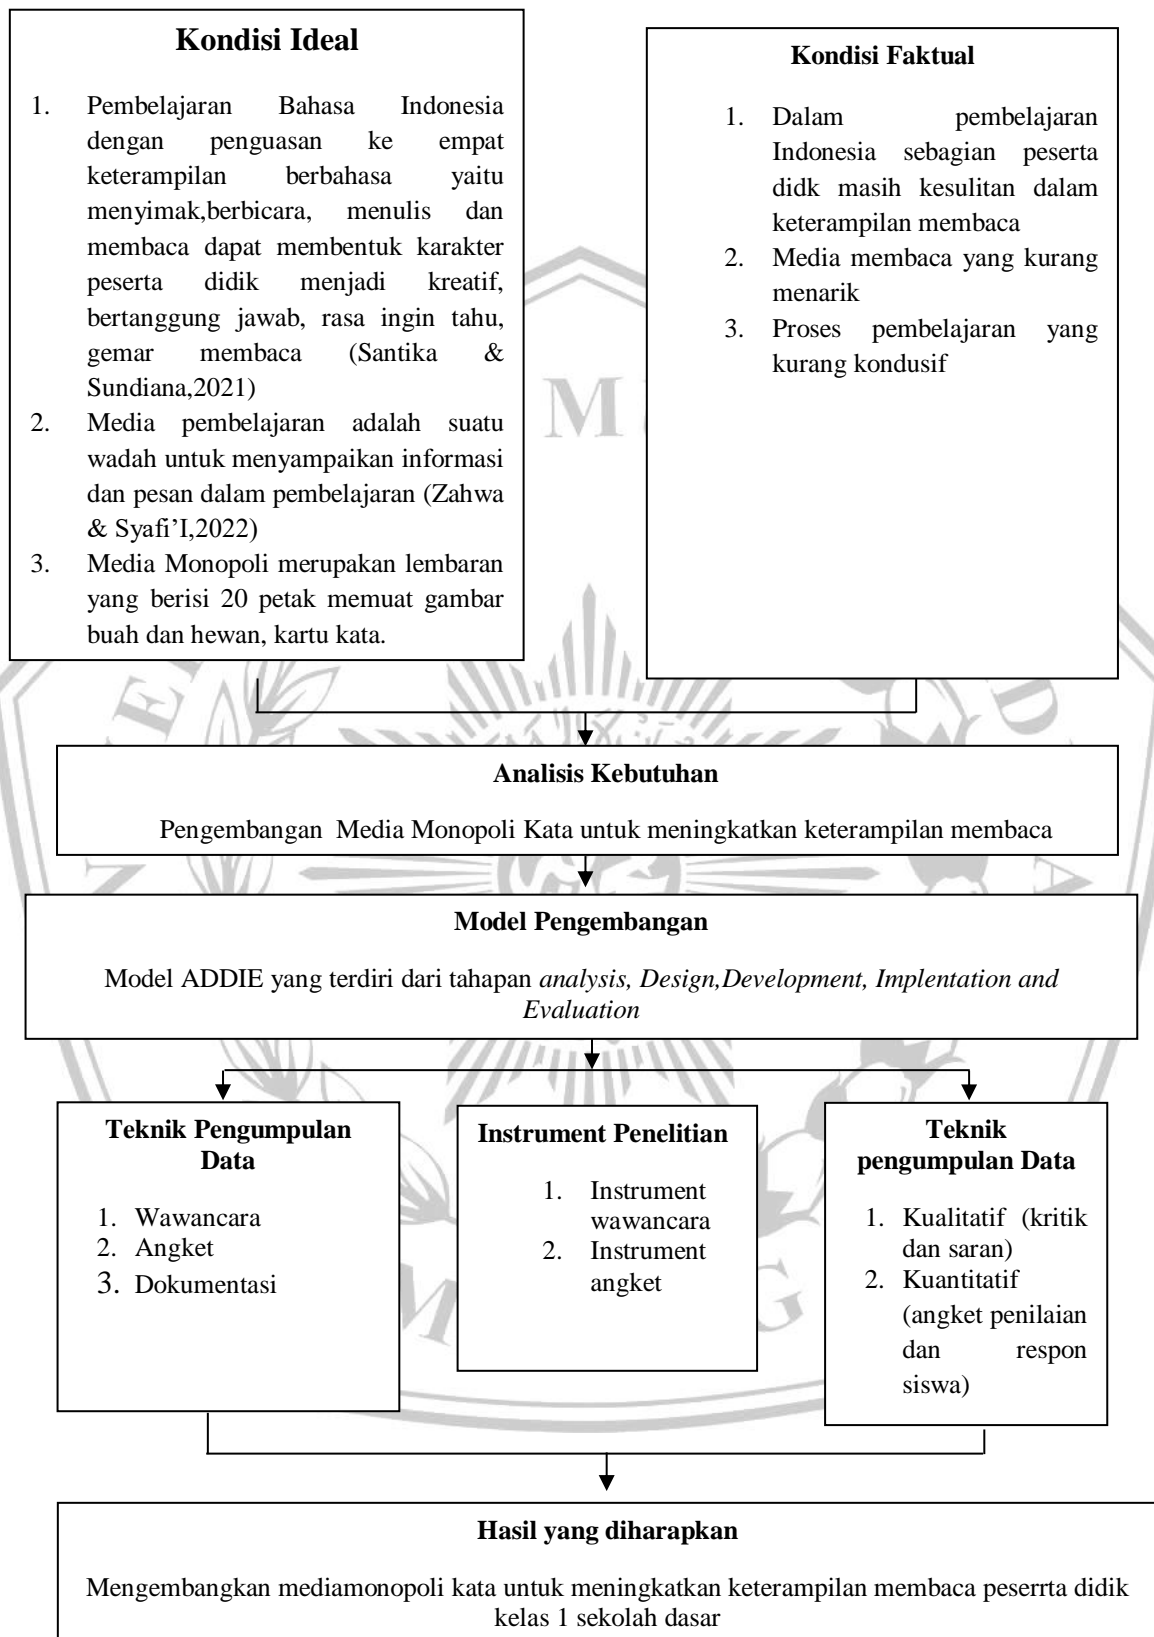 Kondisi Ideal
1. Pembelajaran Bahasa Indonesia
dengan penguasan ke empat
keterampilan berbahasa yaitu
menyimak,berbicara, menulis dan
membaca dapat membentuk karakter
peserta didik menjadi kreatif,
bertanggung jawab, rasa ingin tahu,
gemar membaca (Santika &
Sundiana,2021)
2. Media pembelajaran adalah suatu
wadah untuk menyampaikan informasi
dan pesan dalam pembelajaran (Zahwa
& Syafi’I,2022)
3. Media Monopoli merupakan lembaran
yang berisi 20 petak memuat gambar
buah dan hewan, kartu kata.
Kondisi Faktual
1. Dalam pembelajaran
Indonesia sebagian peserta
didk masih kesulitan dalam
keterampilan membaca
2. Media membaca yang kurang
menarik
3. Proses pembelajaran yang
kurang kondusif
Analisis Kebutuhan
Pengembangan Media Monopoli Kata untuk meningkatkan keterampilan membaca
Model Pengembangan
Model ADDIE yang terdiri dari tahapan analysis, Design,Development, Implentation and
Evaluation
Teknik Pengumpulan
Data
1. Wawancara
2. Angket
3. Dokumentasi
Instrument Penelitian
1. Instrument
wawancara
2. Instrument
angket
Teknik
pengumpulan Data
1. Kualitatif (kritik
dan saran)
2. Kuantitatif
(angket penilaian
dan respon
siswa)
Hasil yang diharapkan
Mengembangkan mediamonopoli kata untuk meningkatkan keterampilan membaca peserrta didik
kelas 1 sekolah dasar